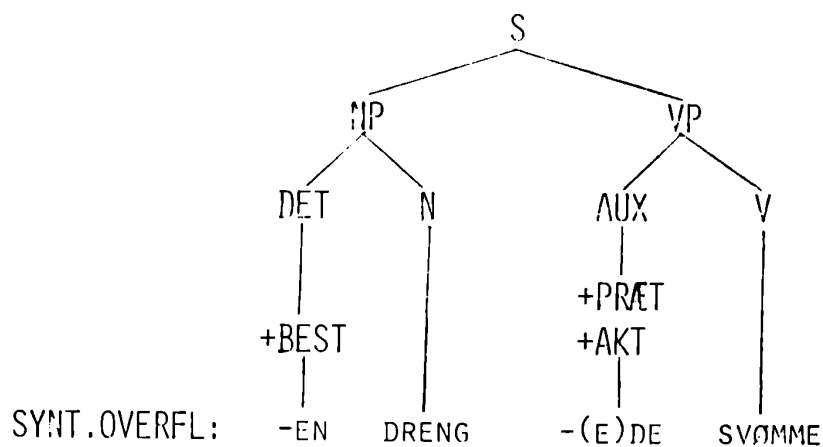 S
NP VP
DET N AUX V
+PRÆT
+BEST +AKT
SYNT.OVERFL: -EN DRENG -(E)DE SVØMME